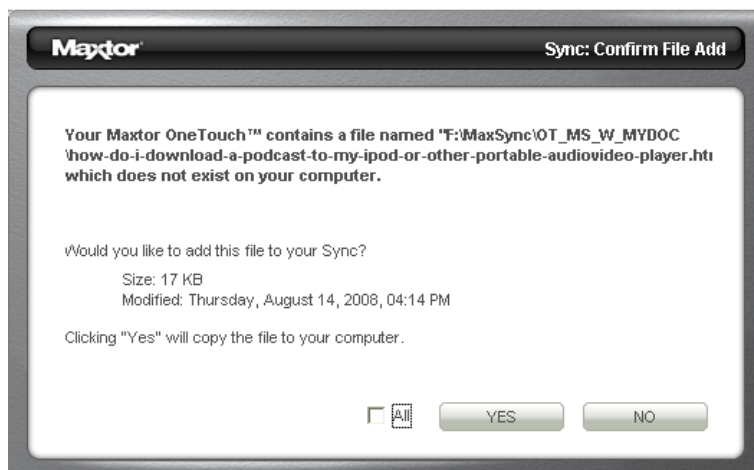 Maxtor
Sync: Confirm File Add
Your Maxtor OneTouch™ contains a file named "F:\MaxSync\OT_MS_W_MYDOC
\how-do-i-download-a-podcast-to-my-ipod-or-other-portable-audiovideo-player.ht
which does not exist on your computer.
Would you like to add this file to your Sync?
Size: 17 KB
Modified: Thursday, August 14, 2008, 04:14 PM
Clicking "Yes" will copy the file to your computer.
All
YES
NO